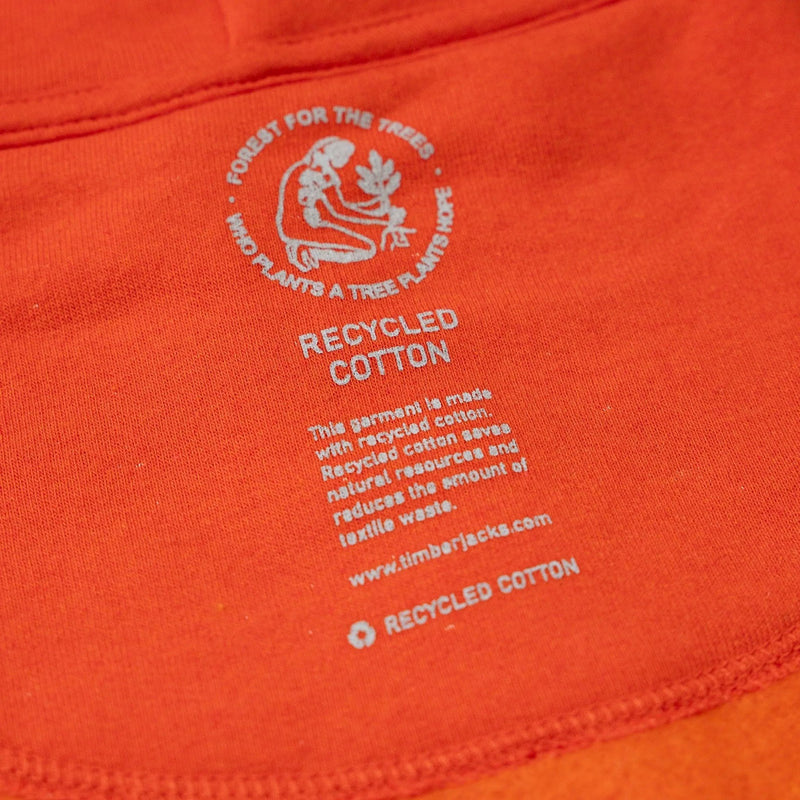 FOREST FOR THE TREES
WHO PLANTS A TREE PLANTS HOPE
RECYCLED
COTTON
This garment is made
with recycled cotton.
Recycled cotton saves
natural resources and
reduces the amount of
textile waste.
www.timberjacks.com
RECYCLED COTTON